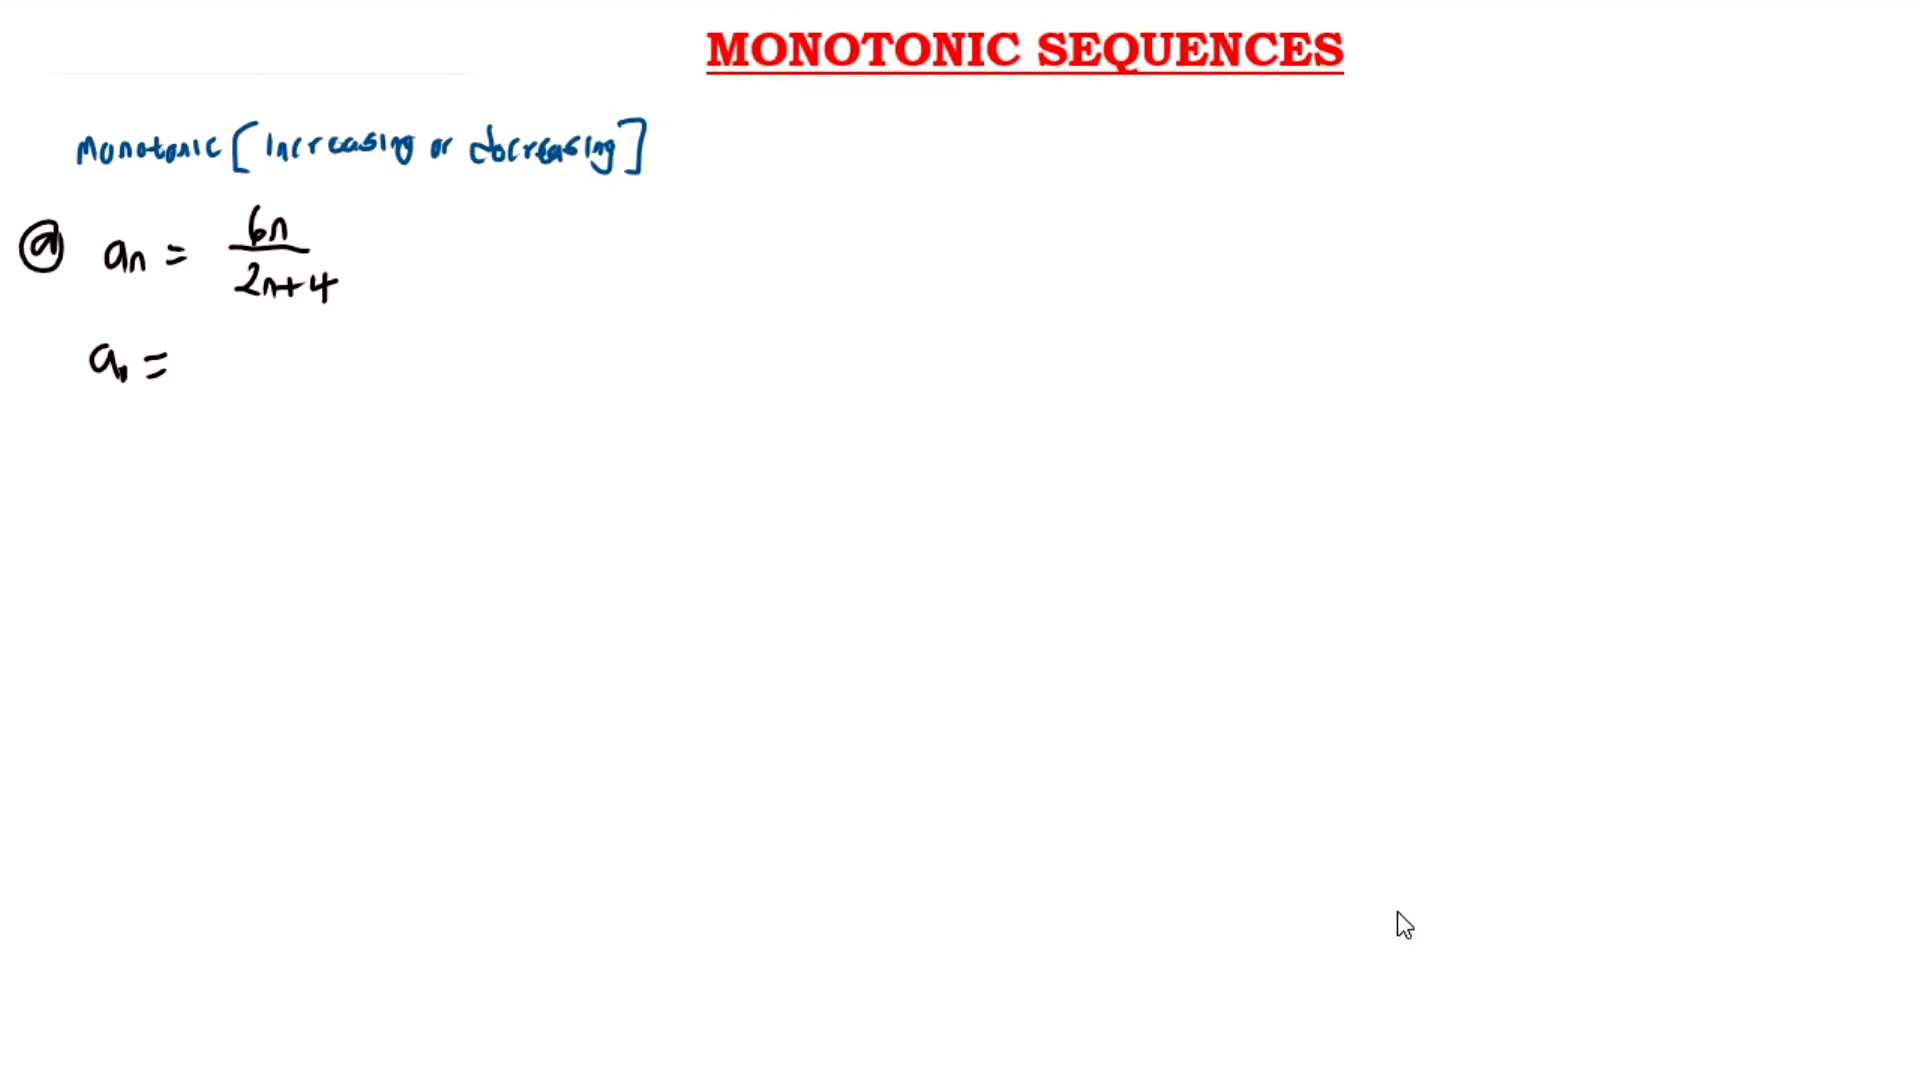 MONOTONIC SEQUENCES
Monotonic [increasing or decreasing]
ⓐ aₙ = 6n / 2n+4
a₁ =